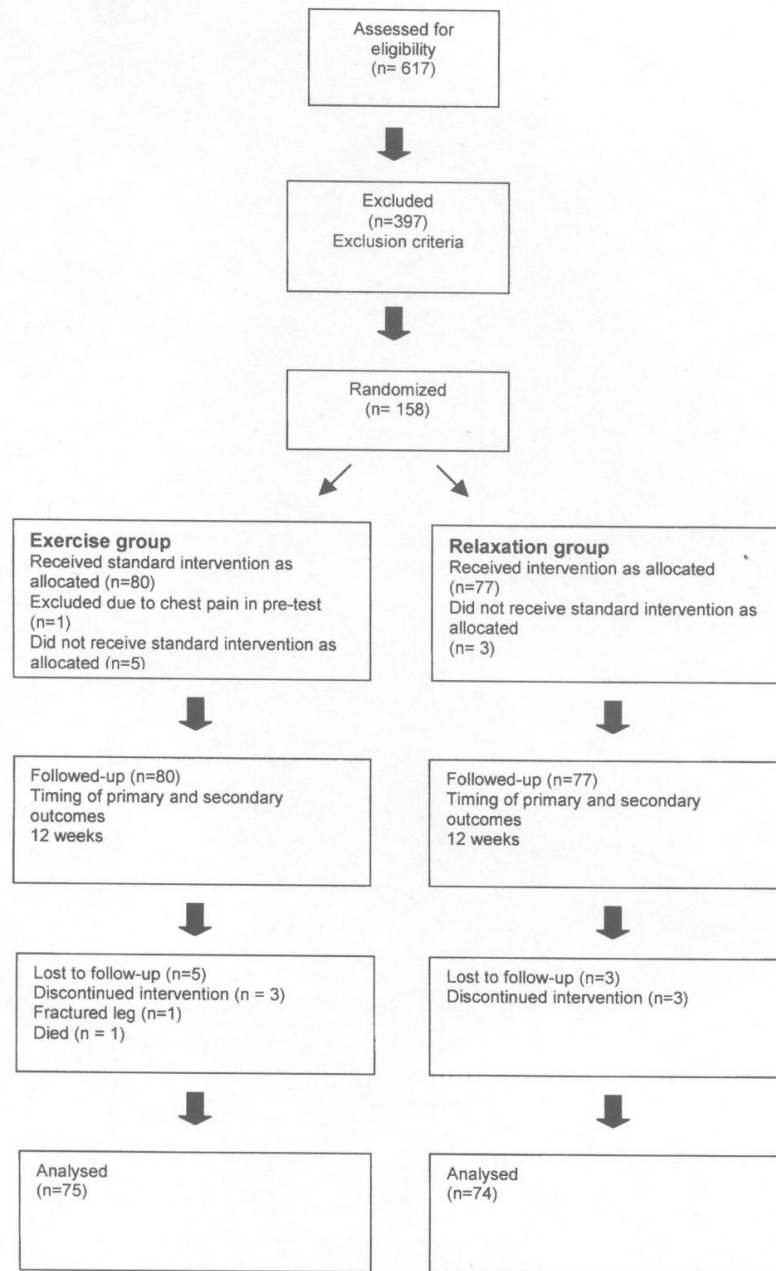 Assessed for
eligibility
(n= 617)
Excluded
(n=397)
Exclusion criteria
Randomized
(n= 158)
Exercise group
Received standard intervention as
allocated (n=80)
Excluded due to chest pain in pre-test
(n=1)
Did not receive standard intervention as
allocated (n=5)
Relaxation group
Received intervention as allocated
(n=77)
Did not receive standard intervention as
allocated
(n= 3)
Followed-up (n=80)
Timing of primary and secondary
outcomes
12 weeks
Followed-up (n=77)
Timing of primary and secondary
outcomes
12 weeks
Lost to follow-up (n=5)
Discontinued intervention (n = 3)
Fractured leg (n=1)
Died (n = 1)
Lost to follow-up (n=3)
Discontinued intervention (n=3)
Analysed
(n=75)
Analysed
(n=74)